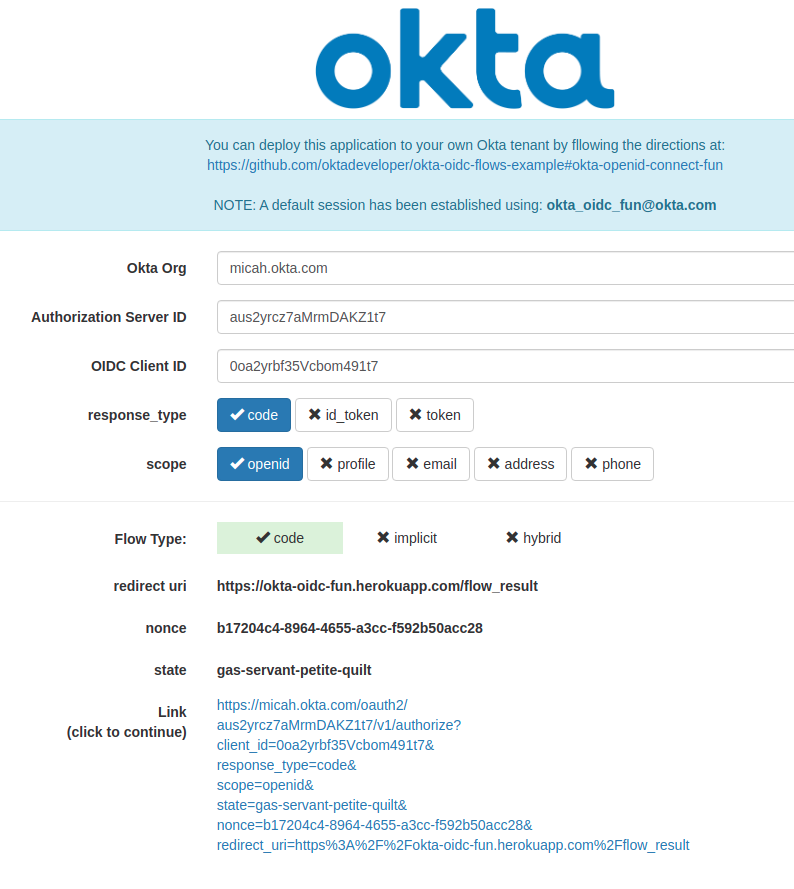 okta
You can deploy this application to your own Okta tenant by fllowing the directions at:
https://github.com/oktadeveloper/okta-oidc-flows-example#okta-openid-connect-fun
NOTE: A default session has been established using: okta_oidc_fun@okta.com
Okta Org micah.okta.com
Authorization Server ID aus2yrcz7aMrmDAKZ1t7
OIDC Client ID 0oa2yrbf35Vcbom491t7
response_type code id_token token
scope openid profile email address phone
Flow Type: code implicit hybrid
redirect uri https://okta-oidc-fun.herokuapp.com/flow_result
nonce b17204c4-8964-4655-a3cc-f592b50acc28
state gas-servant-petite-quilt
Link
(click to continue)
https://micah.okta.com/oauth2/
aus2yrcz7aMrmDAKZ1t7/v1/authorize?
client_id=0oa2yrbf35Vcbom491t7&
response_type=code&
scope=openid&
state=gas-servant-petite-quilt&
nonce=b17204c4-8964-4655-a3cc-f592b50acc28&
redirect_uri=https%3A%2F%2Fokta-oidc-fun.herokuapp.com%2Fflow_result